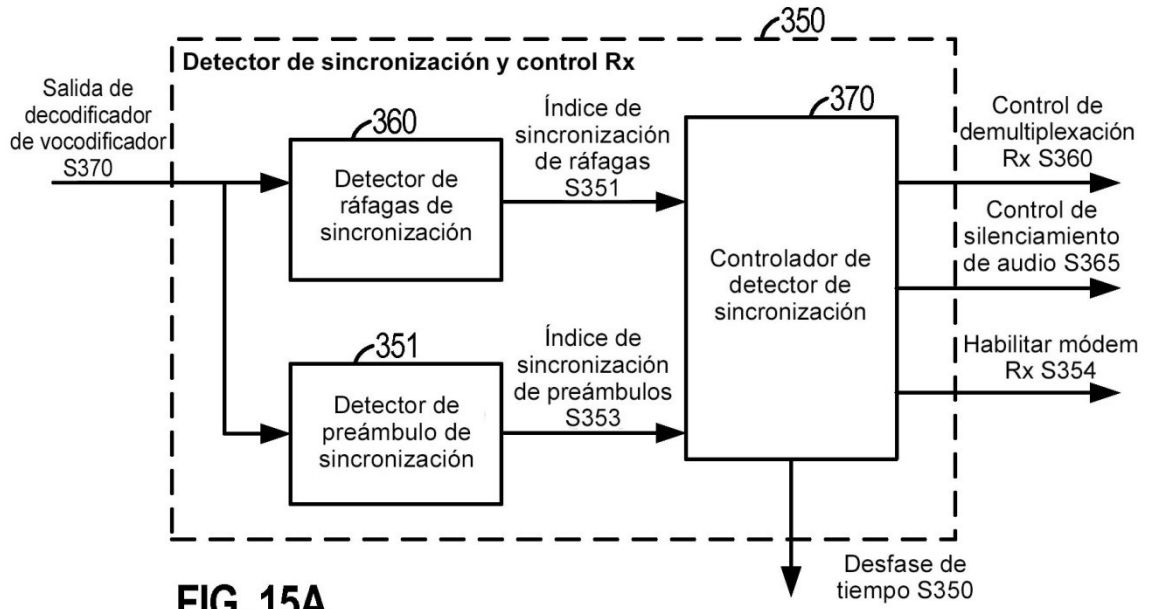 350
Detector de sincronización y control Rx
Salida de
decodificador
de vocodificador
S370
360
Detector de
ráfagas de
sincronización
Índice de
sincronización
de ráfagas
S351
351
Detector de
preámbulo de
sincronización
Índice de
sincronización
de preámbulos
S353
370
Controlador de
detector de
sincronización
Control de
demultiplexación
Rx S360
Control de
silenciamiento
de audio S365
Habilitar módem
Rx S354
Desfase de
tiempo S350
FIG. 15A